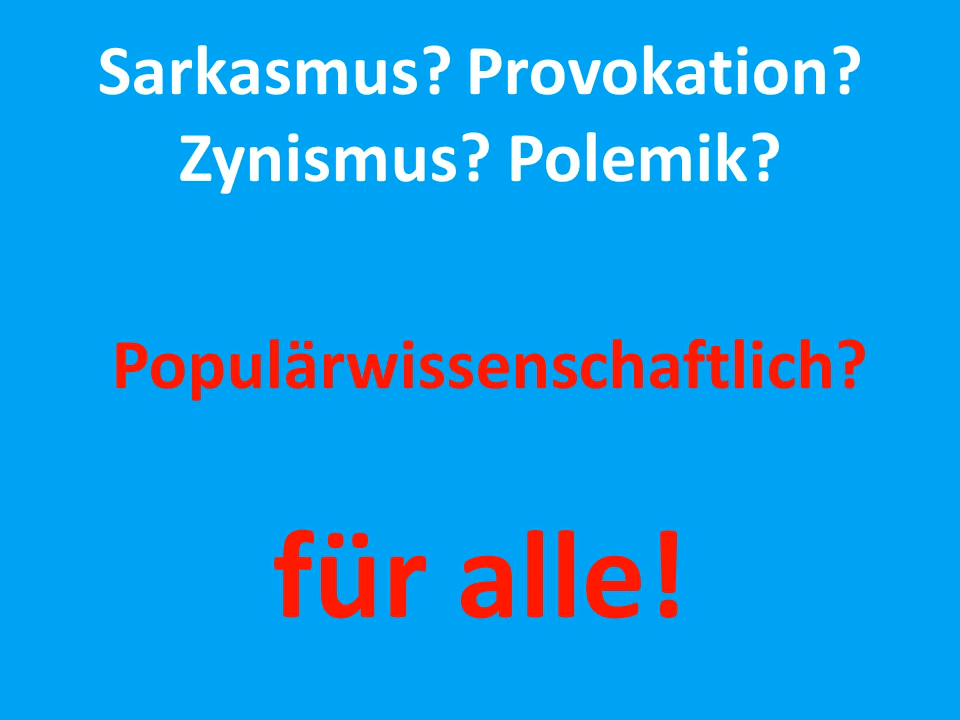 Sarkasmus? Provokation?
Zynismus? Polemik?
Populärwissenschaftlich?
für alle!